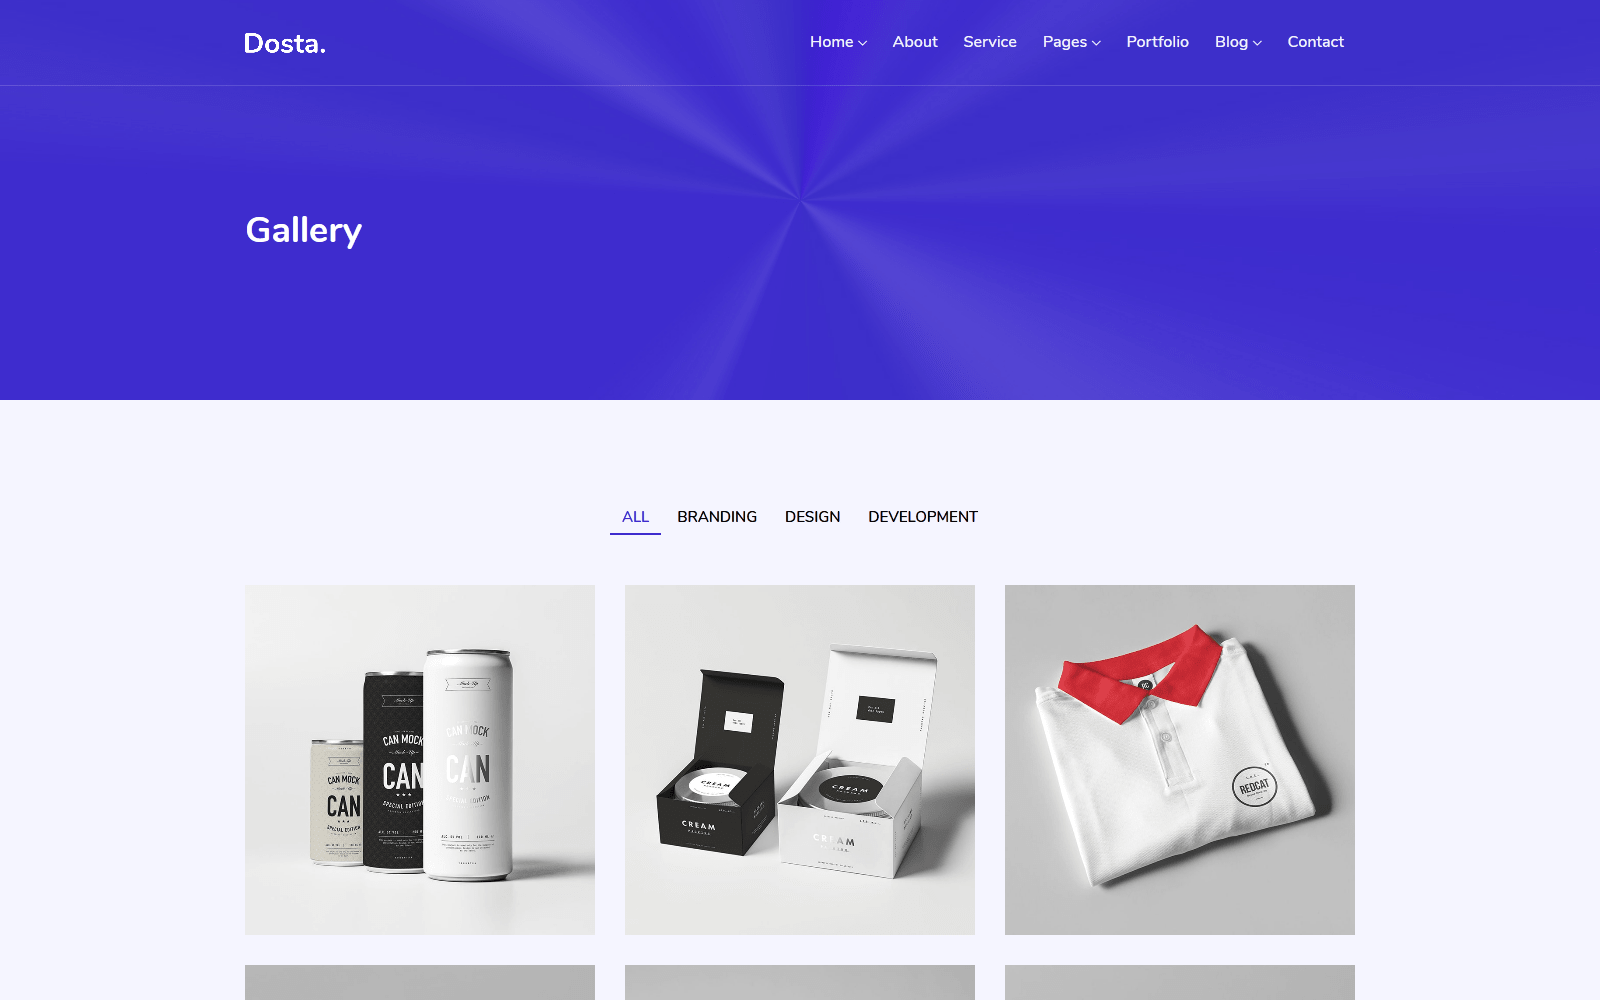 Dosta.
Home
About
Service
Pages
Portfolio
Blog
Contact
Gallery
ALL
BRANDING
DESIGN
DEVELOPMENT
CAN MOCK
CAN
SPECIAL EDITION
CAN MOCK
CAN
SPECIAL EDITION
CAN MOCK
CAN
SPECIAL EDITION
CREAM
CREAM
CREAM
CREAM
REDCAT